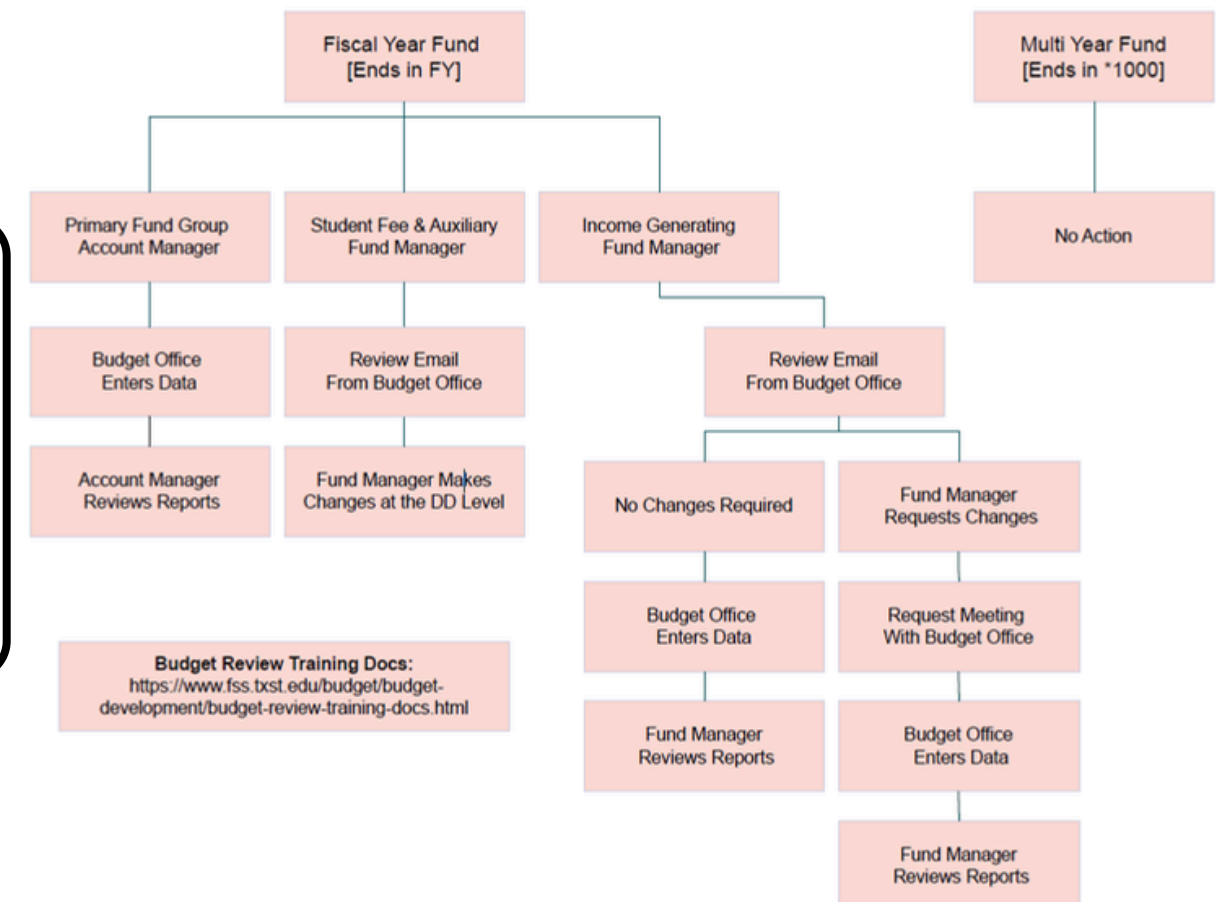 Fiscal Year Fund
[Ends in FY]
Multi Year Fund
[Ends in *1000]
Primary Fund Group
Account Manager
Student Fee & Auxiliary
Fund Manager
Income Generating
Fund Manager
No Action
Budget Office
Enters Data
Review Email
From Budget Office
Review Email
From Budget Office
Account Manager
Reviews Reports
Fund Manager Makes
Changes at the DD Level
No Changes Required
Fund Manager
Requests Changes
Budget Office
Enters Data
Request Meeting
With Budget Office
Budget Review Training Docs:
https://www.fss.txst.edu/budget/budget-
development/budget-review-training-docs.html
Fund Manager
Reviews Reports
Budget Office
Enters Data
Fund Manager
Reviews Reports